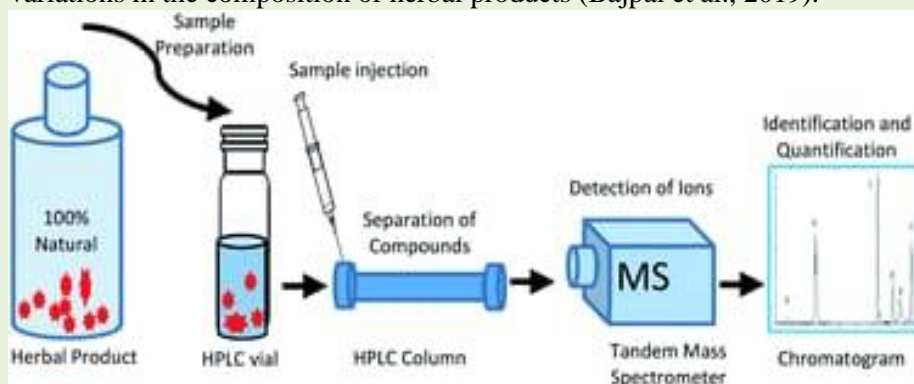 variations in the composition of herbal products (Bajpai et al., 2019).
Sample
Preparation
Sample injection
Identification and
Quantification
Detection of Ions
Separation of
Compounds
100%
Natural
MS
Herbal Product
HPLC vial
HPLC Column
Tandem Mass
Spectrometer
Chromatogram